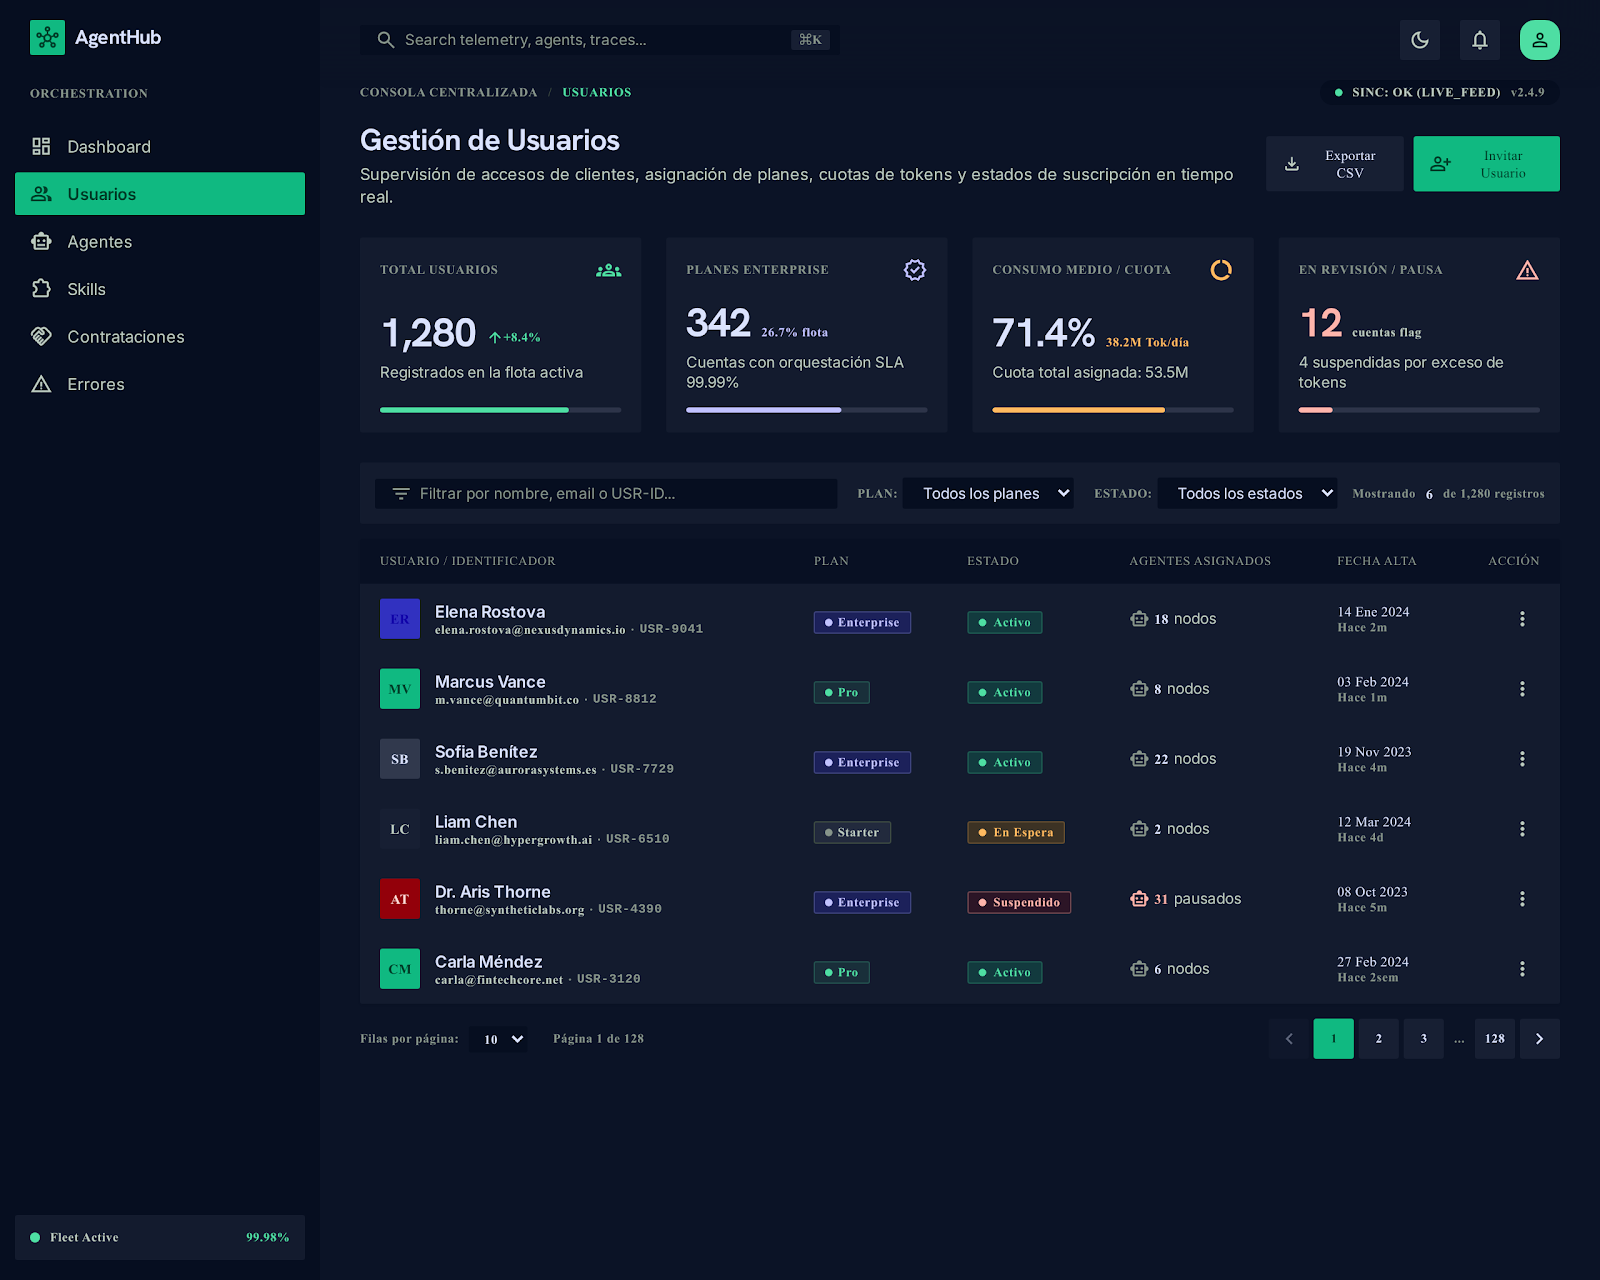 AgentHub
ORCHESTRATION
Dashboard
Usuarios
Agentes
Skills
Contrataciones
Errores
Fleet Active 99.98%
Search telemetry, agents, traces... ⌘K
CONSOLA CENTRALIZADA / USUARIOS
SINC: OK (LIVE_FEED) v2.4.9
Gestión de Usuarios
Supervisión de accesos de clientes, asignación de planes, cuotas de tokens y estados de suscripción en tiempo
real.
Exportar
CSV
Invitar
Usuario
TOTAL USUARIOS
1,280 +8.4%
Registrados en la flota activa
PLANES ENTERPRISE
342 26.7% flota
Cuentas con orquestación SLA
99.99%
CONSUMO MEDIO / CUOTA
71.4% 38.2M Tok/día
Cuota total asignada: 53.5M
EN REVISIÓN / PAUSA
12 cuentas flag
4 suspendidas por exceso de
tokens
Filtrar por nombre, email o USR-ID...
PLAN: Todos los planes
ESTADO: Todos los estados
Mostrando 6 de 1,280 registros
USUARIO / IDENTIFICADOR PLAN ESTADO AGENTES ASIGNADOS FECHA ALTA ACCIÓN
ER Elena Rostova
elena.rostova@nexusdynamics.io · USR-9041
Enterprise Activo 18 nodos
14 Ene 2024
Hace 2m
MV Marcus Vance
m.vance@quantumbit.co · USR-8812
Pro Activo 8 nodos
03 Feb 2024
Hace 1m
SB Sofia Benítez
s.benitez@aurorasystems.es · USR-7729
Enterprise Activo 22 nodos
19 Nov 2023
Hace 4m
LC Liam Chen
liam.chen@hypergrowth.ai · USR-6510
Starter En Espera 2 nodos
12 Mar 2024
Hace 4d
AT Dr. Aris Thorne
thorne@syntheticlabs.org · USR-4390
Enterprise Suspendido 31 pausados
08 Oct 2023
Hace 5m
CM Carla Méndez
carla@fintechcore.net · USR-3120
Pro Activo 6 nodos
27 Feb 2024
Hace 2sem
Filas por página: 10 Página 1 de 128
1 2 3 ... 128